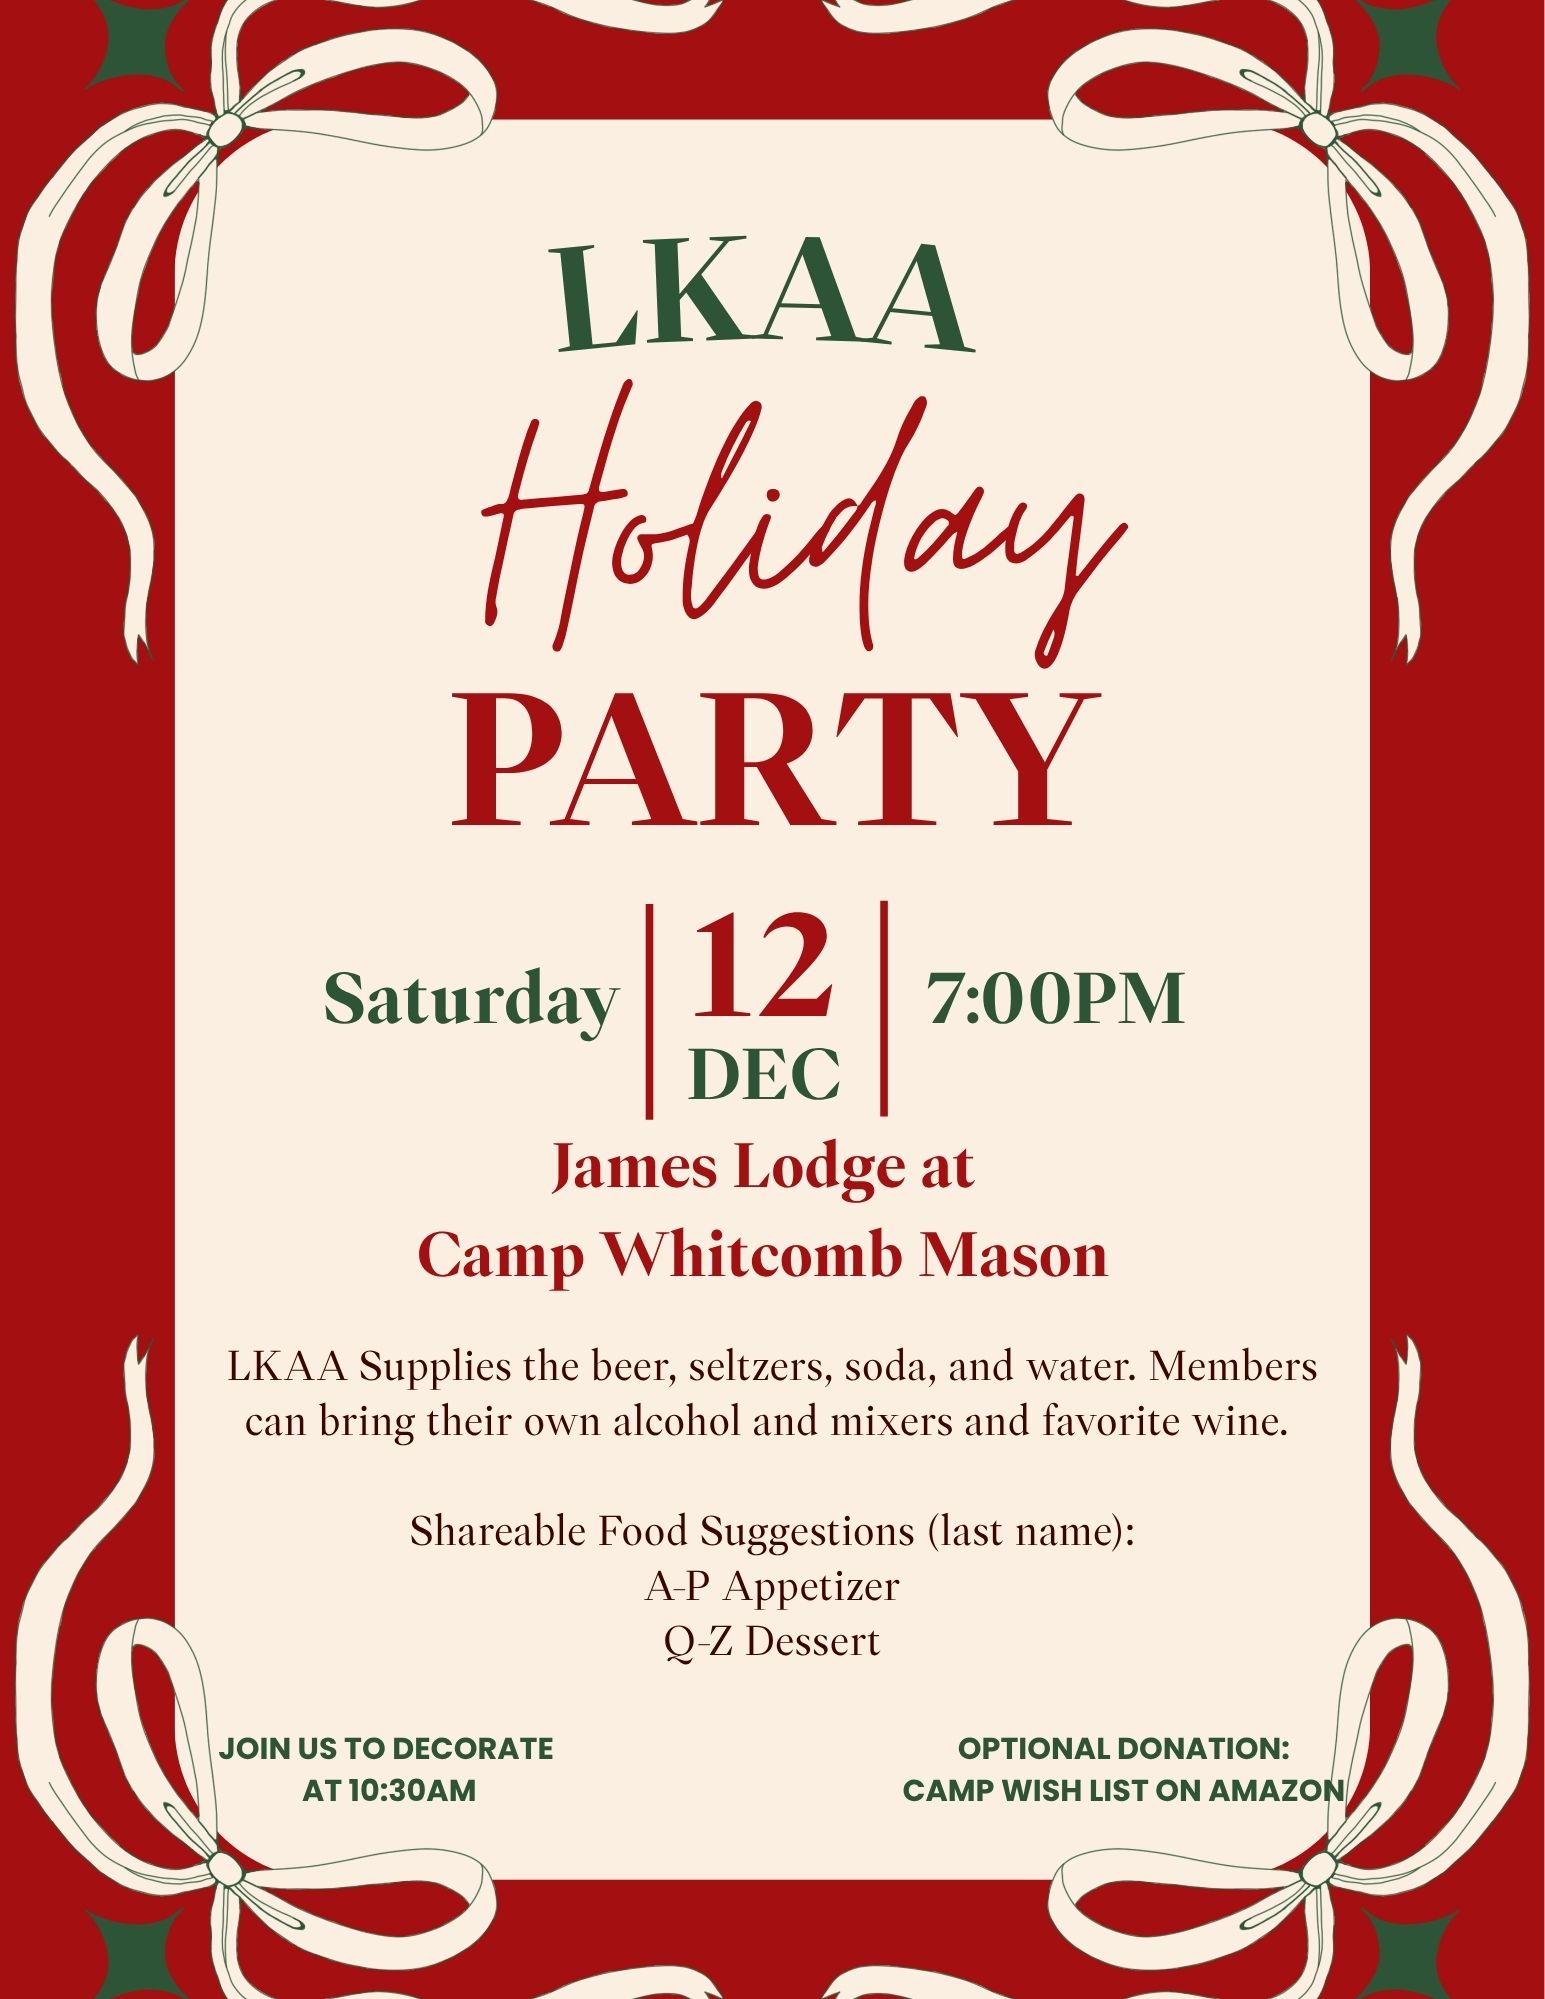 LKAA
Holiday
PARTY
Saturday
12
DEC
7:00PM
James Lodge at
Camp Whitcomb Mason
LKAA Supplies the beer, seltzers, soda, and water. Members
can bring their own alcohol and mixers and favorite wine.
Shareable Food Suggestions (last name):
A-P Appetizer
Q-Z Dessert
JOIN US TO DECORATE
AT 10:30AM
OPTIONAL DONATION:
CAMP WISH LIST ON AMAZON